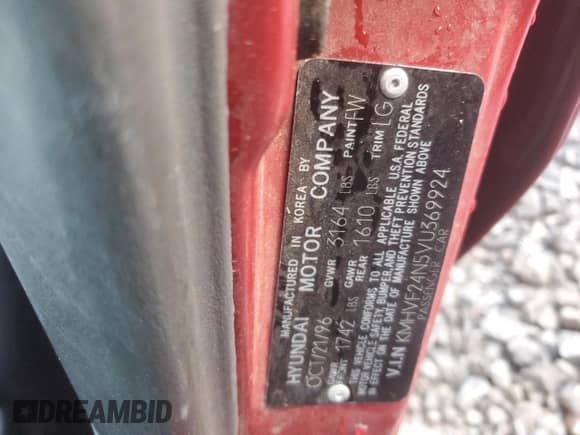 MANUFACTURED IN KOREA BY
HYUNDAI MOTOR COMPANY
OCT/21/96 GVWR 3164 LBS PAINT FW
GAWR FRONT 1742 LBS GAWR REAR 1610 LBS TRIM LG
THIS VEHICLE CONFORMS TO ALL APPLICABLE U.S.A. FEDERAL
MOTOR VEHICLE SAFETY, BUMPER, AND THEFT PREVENTION STANDARDS
IN EFFECT ON THE DATE OF MANUFACTURE SHOWN ABOVE
V.I.N KMHVF24N5VU369924
PASSENGER CAR
DREAMBID